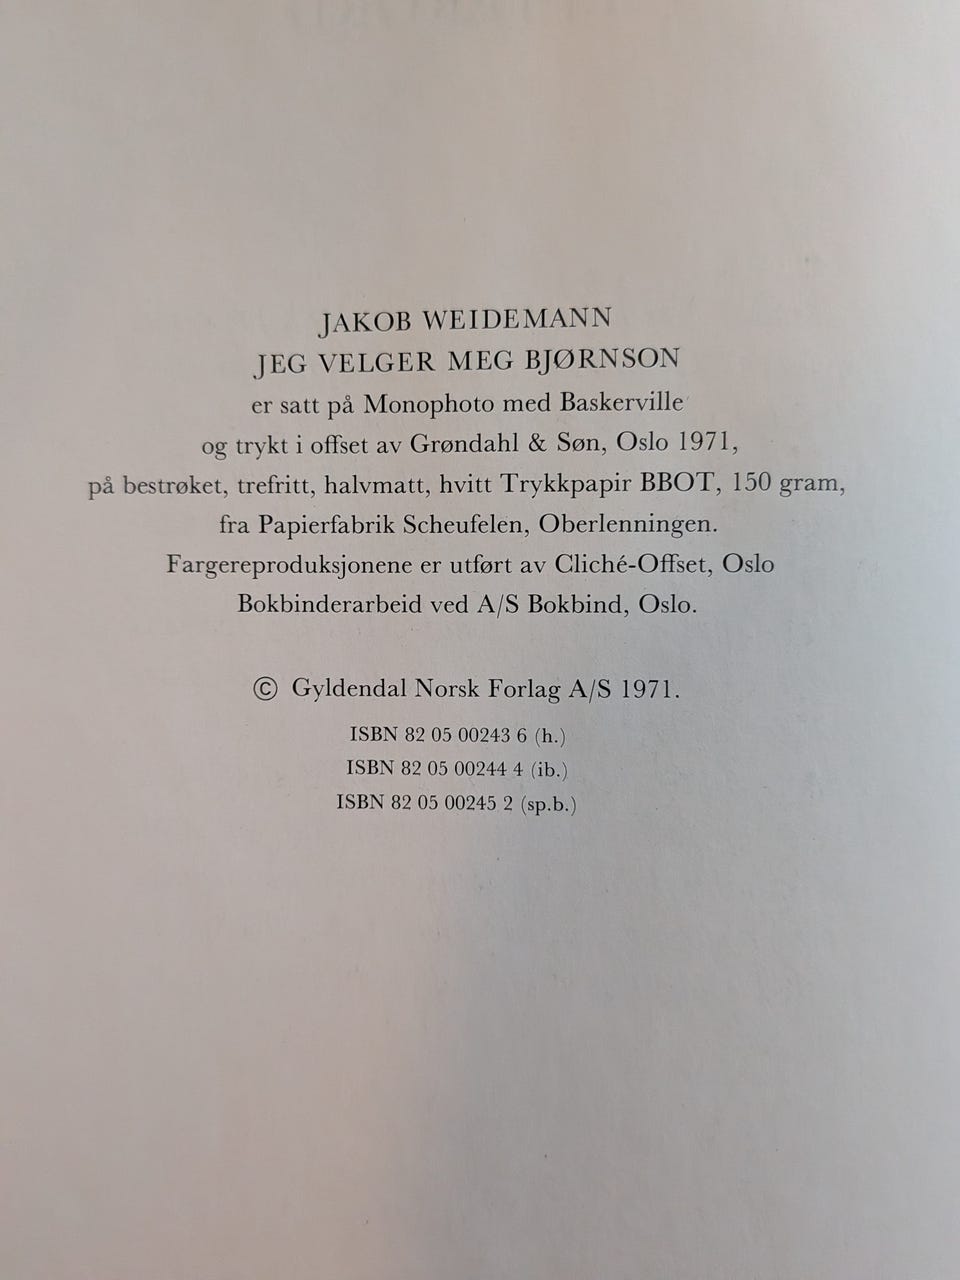 JAKOB WEIDEMANN
JEG VELGER MEG BJØRNSON
er satt på Monophoto med Baskerville
og trykt i offset av Grøndahl & Søn, Oslo 1971,
på bestrøket, trefritt, halvmatt, hvitt Trykkpapir BBOT, 150 gram,
fra Papierfabrik Scheufelen, Oberlenningen.
Fargereproduksjonene er utført av Cliché-Offset, Oslo
Bokbinderarbeid ved A/S Bokbind, Oslo.
© Gyldendal Norsk Forlag A/S 1971.
ISBN 82 05 00243 6 (h.)
ISBN 82 05 00244 4 (ib.)
ISBN 82 05 00245 2 (sp.b.)